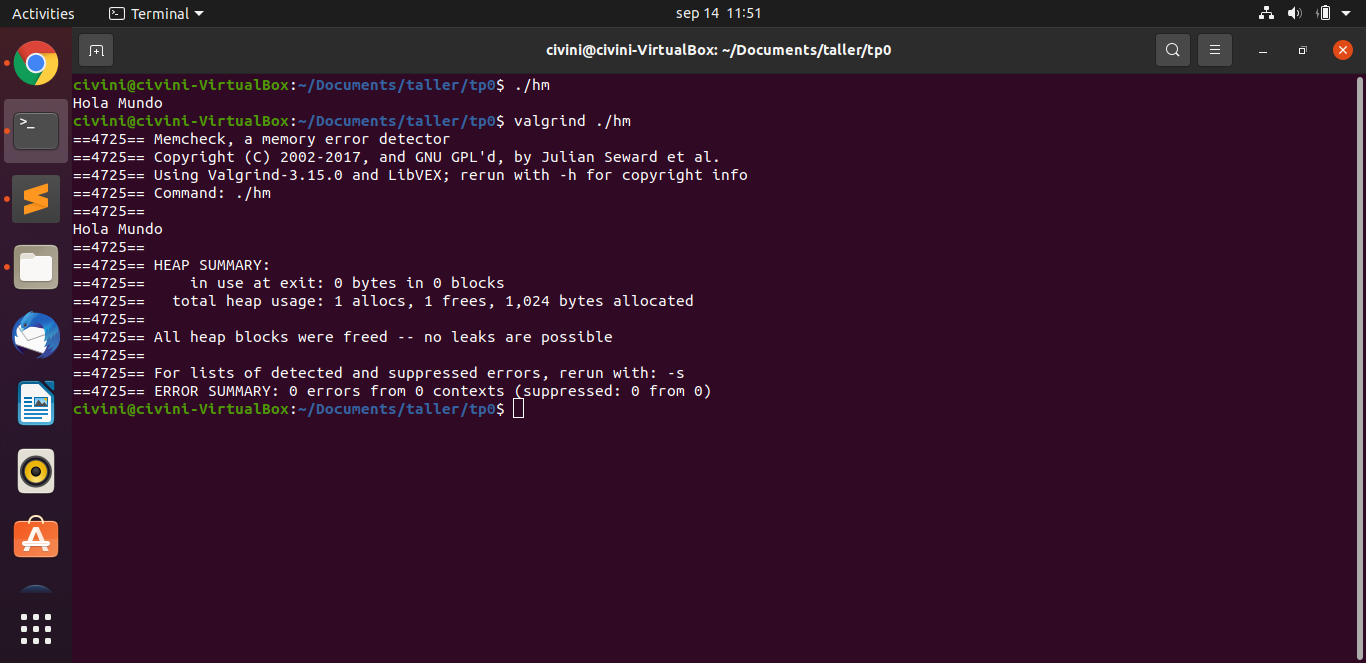 Activities Terminal sep 14 11:51
civini@civini-VirtualBox: ~/Documents/taller/tp0
civini@civini-VirtualBox:~/Documents/taller/tp0$ ./hm
Hola Mundo
civini@civini-VirtualBox:~/Documents/taller/tp0$ valgrind ./hm
==4725== Memcheck, a memory error detector
==4725== Copyright (C) 2002-2017, and GNU GPL'd, by Julian Seward et al.
==4725== Using Valgrind-3.15.0 and LibVEX; rerun with -h for copyright info
==4725== Command: ./hm
==4725==
Hola Mundo
==4725==
==4725== HEAP SUMMARY:
==4725==     in use at exit: 0 bytes in 0 blocks
==4725==   total heap usage: 1 allocs, 1 frees, 1,024 bytes allocated
==4725==
==4725== All heap blocks were freed -- no leaks are possible
==4725==
==4725== For lists of detected and suppressed errors, rerun with: -s
==4725== ERROR SUMMARY: 0 errors from 0 contexts (suppressed: 0 from 0)
civini@civini-VirtualBox:~/Documents/taller/tp0$